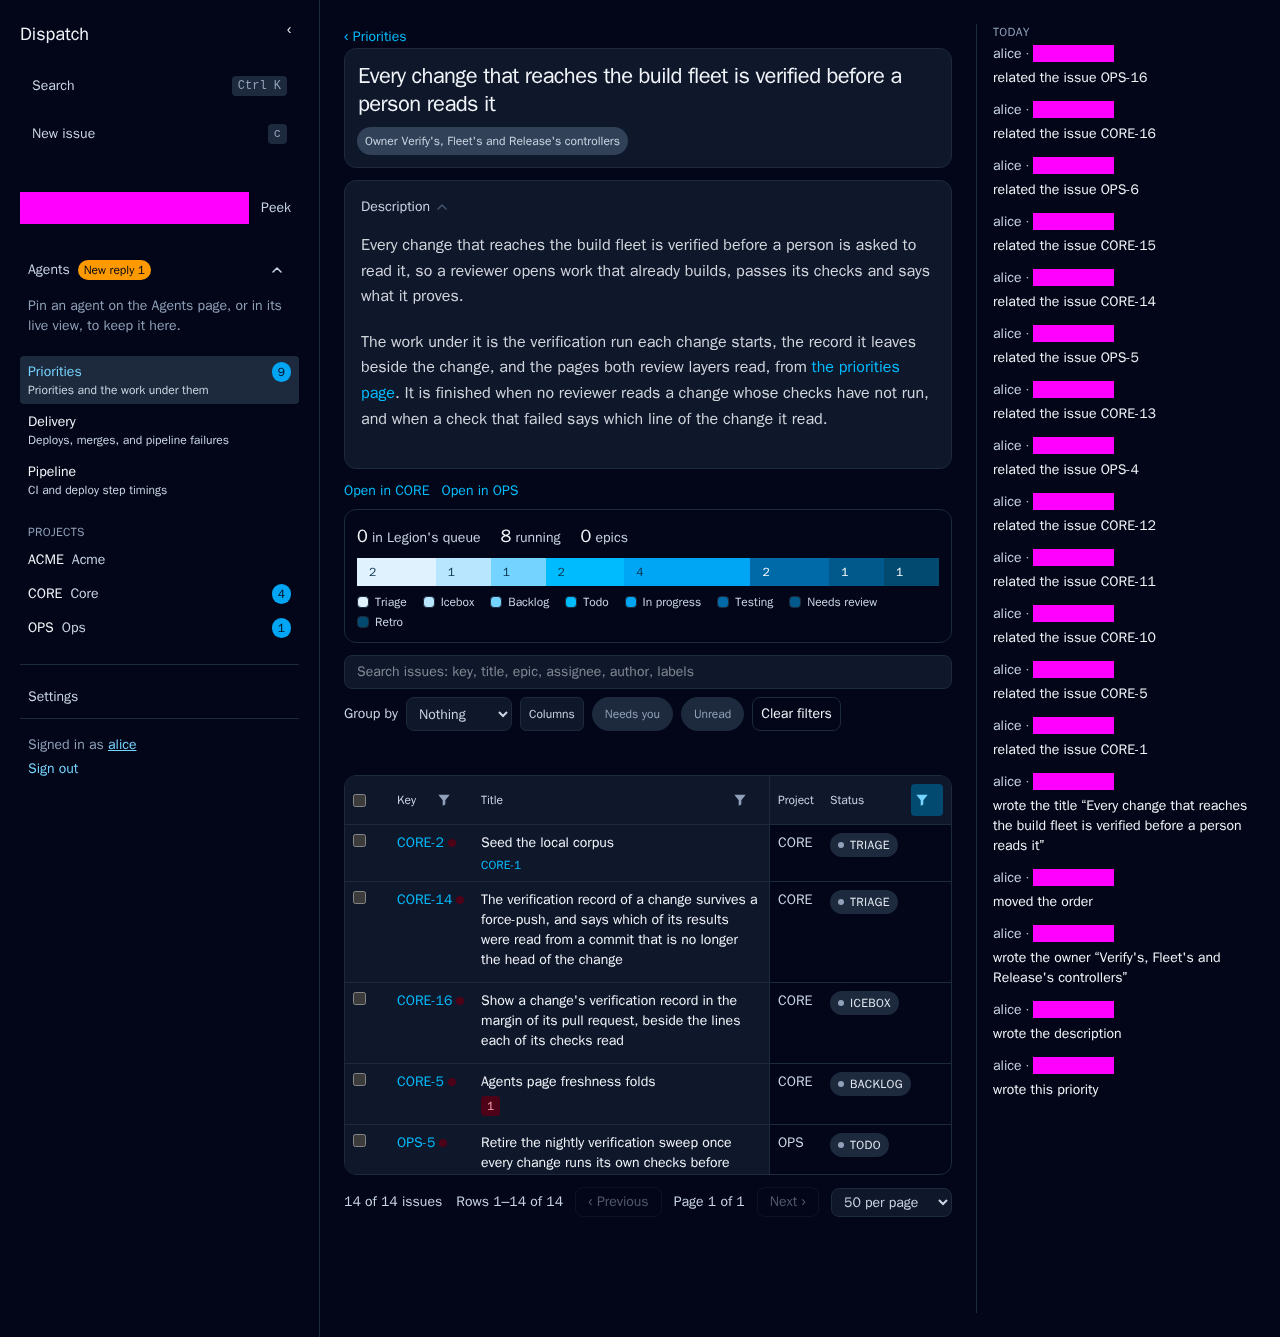 Dispatch
‹
Search
Ctrl K
New issue
C
Peek
Agents
New reply 1
Pin an agent on the Agents page, or in its
live view, to keep it here.
Priorities
9
Priorities and the work under them
Delivery
Deploys, merges, and pipeline failures
Pipeline
CI and deploy step timings
PROJECTS
ACME Acme
CORE Core
4
OPS Ops
1
Settings
Signed in as alice
Sign out
‹ Priorities
Every change that reaches the build fleet is verified before a
person reads it
Owner Verify's, Fleet's and Release's controllers
Description
Every change that reaches the build fleet is verified before a person is asked to
read it, so a reviewer opens work that already builds, passes its checks and says
what it proves.
The work under it is the verification run each change starts, the record it leaves
beside the change, and the pages both review layers read, from the priorities
page. It is finished when no reviewer reads a change whose checks have not run,
and when a check that failed says which line of the change it read.
Open in CORE Open in OPS
0 in Legion's queue 8 running 0 epics
2 1 1 2 4 2 1 1
Triage Icebox Backlog Todo In progress Testing Needs review
Retro
Search issues: key, title, epic, assignee, author, labels
Group by Nothing Columns Needs you Unread Clear filters
Key Title Project Status
CORE-2 Seed the local corpus CORE TRIAGE
CORE-1
CORE-14 The verification record of a change survives a CORE TRIAGE
force-push, and says which of its results
were read from a commit that is no longer
the head of the change
CORE-16 Show a change's verification record in the CORE ICEBOX
margin of its pull request, beside the lines
each of its checks read
CORE-5 Agents page freshness folds CORE BACKLOG
1
OPS-5 Retire the nightly verification sweep once OPS TODO
every change runs its own checks before
14 of 14 issues Rows 1–14 of 14 ‹ Previous Page 1 of 1 Next › 50 per page
TODAY
alice ·
related the issue OPS-16
alice ·
related the issue CORE-16
alice ·
related the issue OPS-6
alice ·
related the issue CORE-15
alice ·
related the issue CORE-14
alice ·
related the issue OPS-5
alice ·
related the issue CORE-13
alice ·
related the issue OPS-4
alice ·
related the issue CORE-12
alice ·
related the issue CORE-11
alice ·
related the issue CORE-10
alice ·
related the issue CORE-5
alice ·
related the issue CORE-1
alice ·
wrote the title “Every change that reaches
the build fleet is verified before a person
reads it”
alice ·
moved the order
alice ·
wrote the owner “Verify's, Fleet's and
Release's controllers”
alice ·
wrote the description
alice ·
wrote this priority